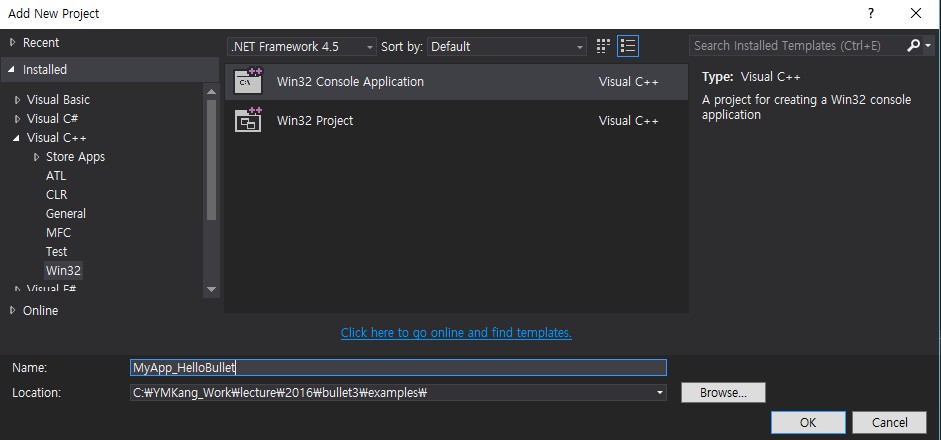 Add New Project
?
Recent
.NET Framework 4.5
Sort by:
Default
Search Installed Templates (Ctrl+E)
Installed
Visual Basic
Visual C#
Visual C++
Store Apps
ATL
CLR
General
MFC
Test
Win32
Visual F#
Online
Win32 Console Application
Visual C++
Win32 Project
Visual C++
Type: Visual C++
A project for creating a Win32 console
application
Click here to go online and find templates.
Name:
MyApp_HelloBullet
Location:
C:₩YMKang_Work₩lecture₩2016₩bullet3₩examples₩
Browse...
OK
Cancel